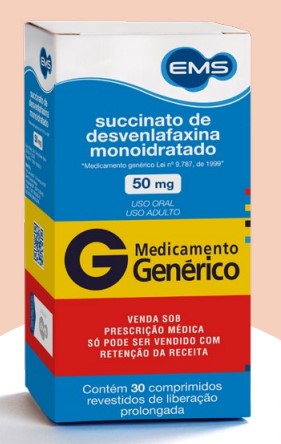 EMS
succinato de
desvenlafaxina
monoidratado
"Medicamento genérico Lei nº 9.787, de 1999"
50 mg
USO ORAL
USO ADULTO
G Medicamento
Genérico
VENDA SOB
PRESCRIÇÃO MÉDICA
SÓ PODE SER VENDIDO COM
RETENÇÃO DA RECEITA
Contém 30 comprimidos
revestidos de liberação
prolongada